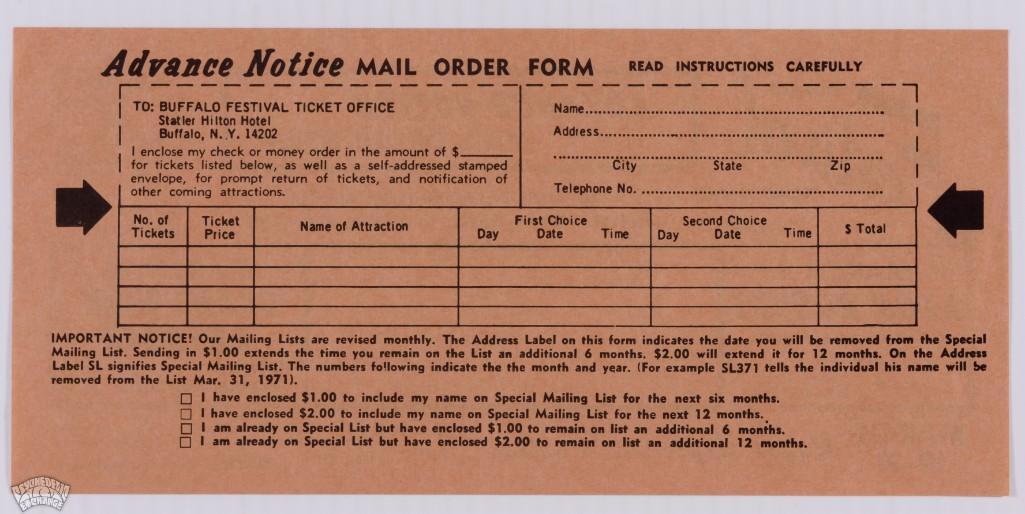 Advance Notice MAIL ORDER FORM READ INSTRUCTIONS CAREFULLY
TO: BUFFALO FESTIVAL TICKET OFFICE
Statler Hilton Hotel
Buffalo, N. Y. 14202
I enclose my check or money order in the amount of $________
for tickets listed below, as well as a self-addressed stamped
envelope, for prompt return of tickets, and notification of
other coming attractions.
Name
Address
City State Zip
Telephone No.
No. of Tickets
Ticket Price
Name of Attraction
First Choice
Day Date Time
Second Choice
Day Date Time
$ Total
IMPORTANT NOTICE! Our Mailing Lists are revised monthly. The Address Label on this form indicates the date you will be removed from the Special
Mailing List. Sending in $1.00 extends the time you remain on the List an additional 6 months. $2.00 will extend it for 12 months. On the Address
Label SL signifies Special Mailing List. The numbers following indicate the the month and year. (For example SL371 tells the individual his name will be
removed from the List Mar. 31, 1971).
I have enclosed $1.00 to include my name on Special Mailing List for the next six months.
I have enclosed $2.00 to include my name on Special Mailing List for the next 12 months.
I am already on Special List but have enclosed $1.00 to remain on list an additional 6 months.
I am already on Special List but have enclosed $2.00 to remain on list an additional 12 months.
PSYCHEDELIC
EXCHANGE